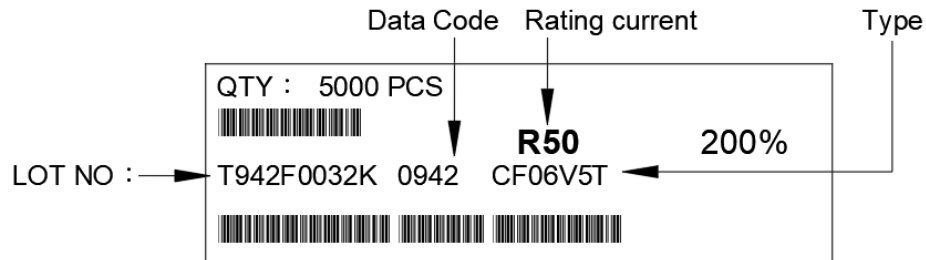 Data Code Rating current Type
QTY : 5000 PCS
R50 200%
LOT NO : T942F0032K 0942 CF06V5T